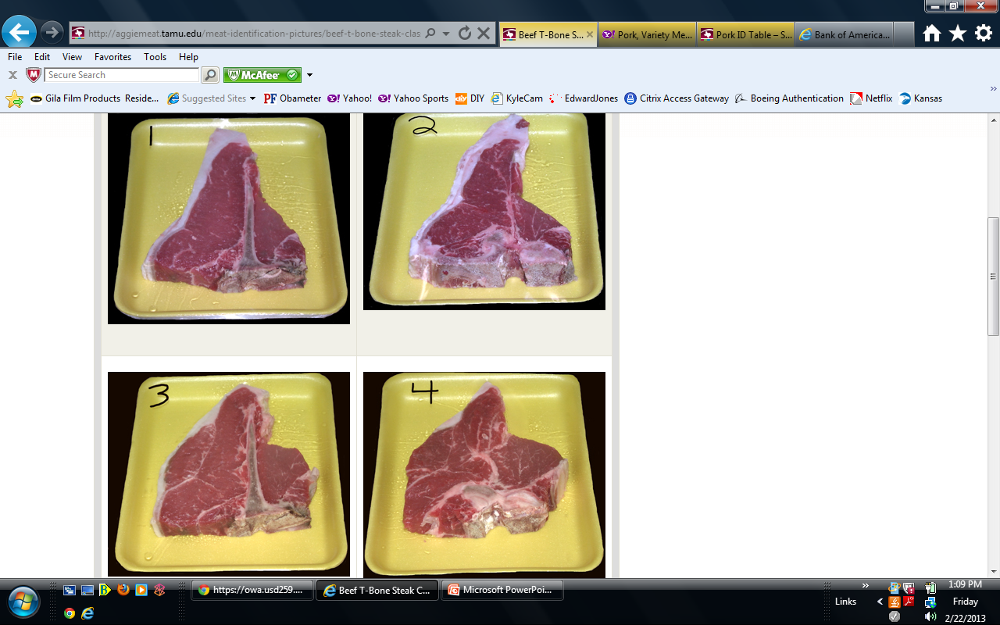 http://aggiemeat.tamu.edu/meat-identification-pictures/beef-t-bone-steak-clas
Beef T-Bone S...
Pork, Variety Me...
Pork ID Table – S...
Bank of America...
File Edit View Favorites Tools Help
Secure Search
McAfee
Gila Film Products Reside...
Suggested Sites
PF Obameter
Y! Yahoo!
Y! Yahoo Sports
diy DIY
KyleCam
EdwardJones
Citrix Access Gateway
Boeing Authentication
Netflix
Kansas
1
2
3
4
https://owa.usd259....
Beef T-Bone Steak C...
Microsoft PowerPoi...
Links
1:09 PM
Friday
2/22/2013